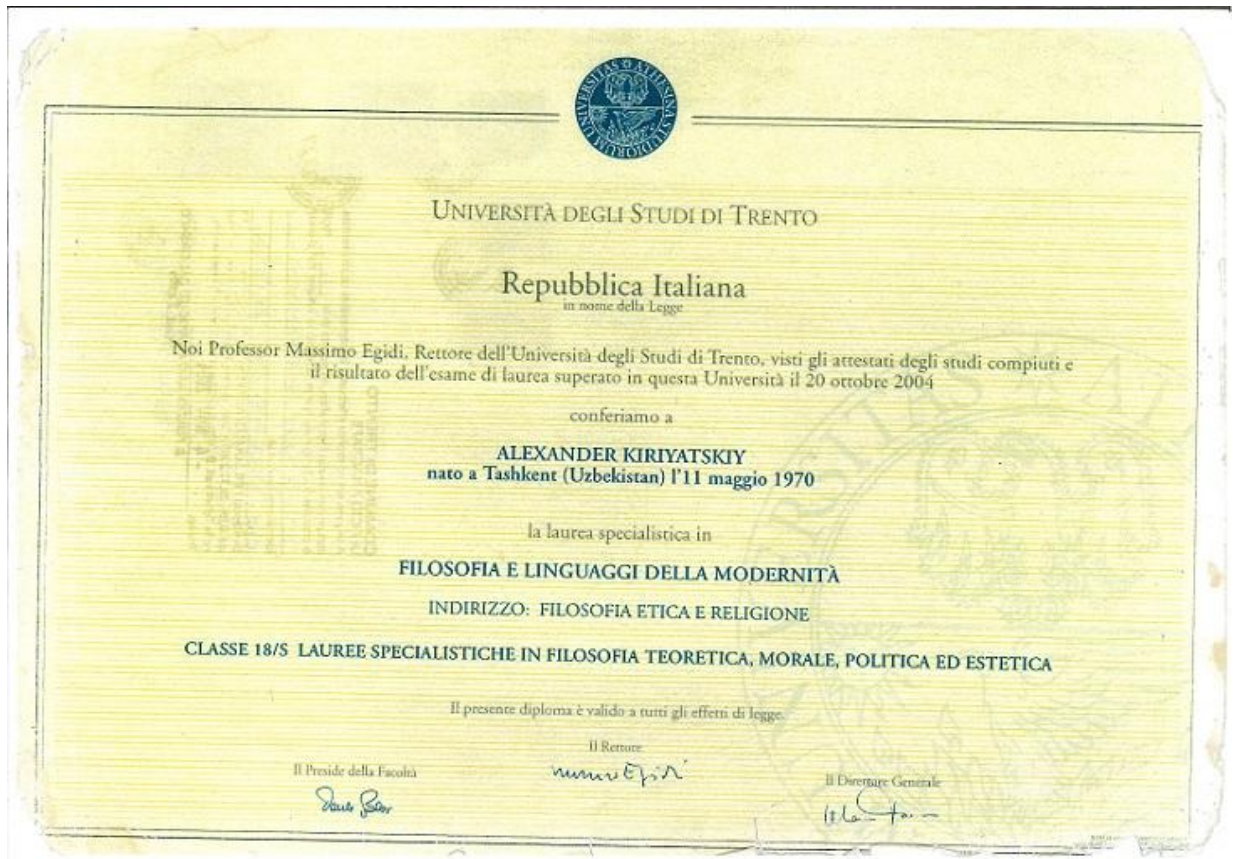 UNIVERSITAS ATHESINA STUDIORUM
UNIVERSITÀ DEGLI STUDI DI TRENTO
Repubblica Italiana
in nome della Legge
Noi Professor Massimo Egidi, Rettore dell'Università degli Studi di Trento, visti gli attestati degli studi compiuti e
il risultato dell'esame di laurea superato in questa Università il 20 ottobre 2004
conferiamo a
ALEXANDER KIRIYATSKIY
nato a Tashkent (Uzbekistan) l'11 maggio 1970
la laurea specialistica in
FILOSOFIA E LINGUAGGI DELLA MODERNITÀ
INDIRIZZO: FILOSOFIA ETICA E RELIGIONE
CLASSE 18/S LAUREE SPECIALISTICHE IN FILOSOFIA TEORETICA, MORALE, POLITICA ED ESTETICA
Il presente diploma è valido a tutti gli effetti di legge.
Il Rettore
Il Preside della Facoltà
Il Direttore Generale